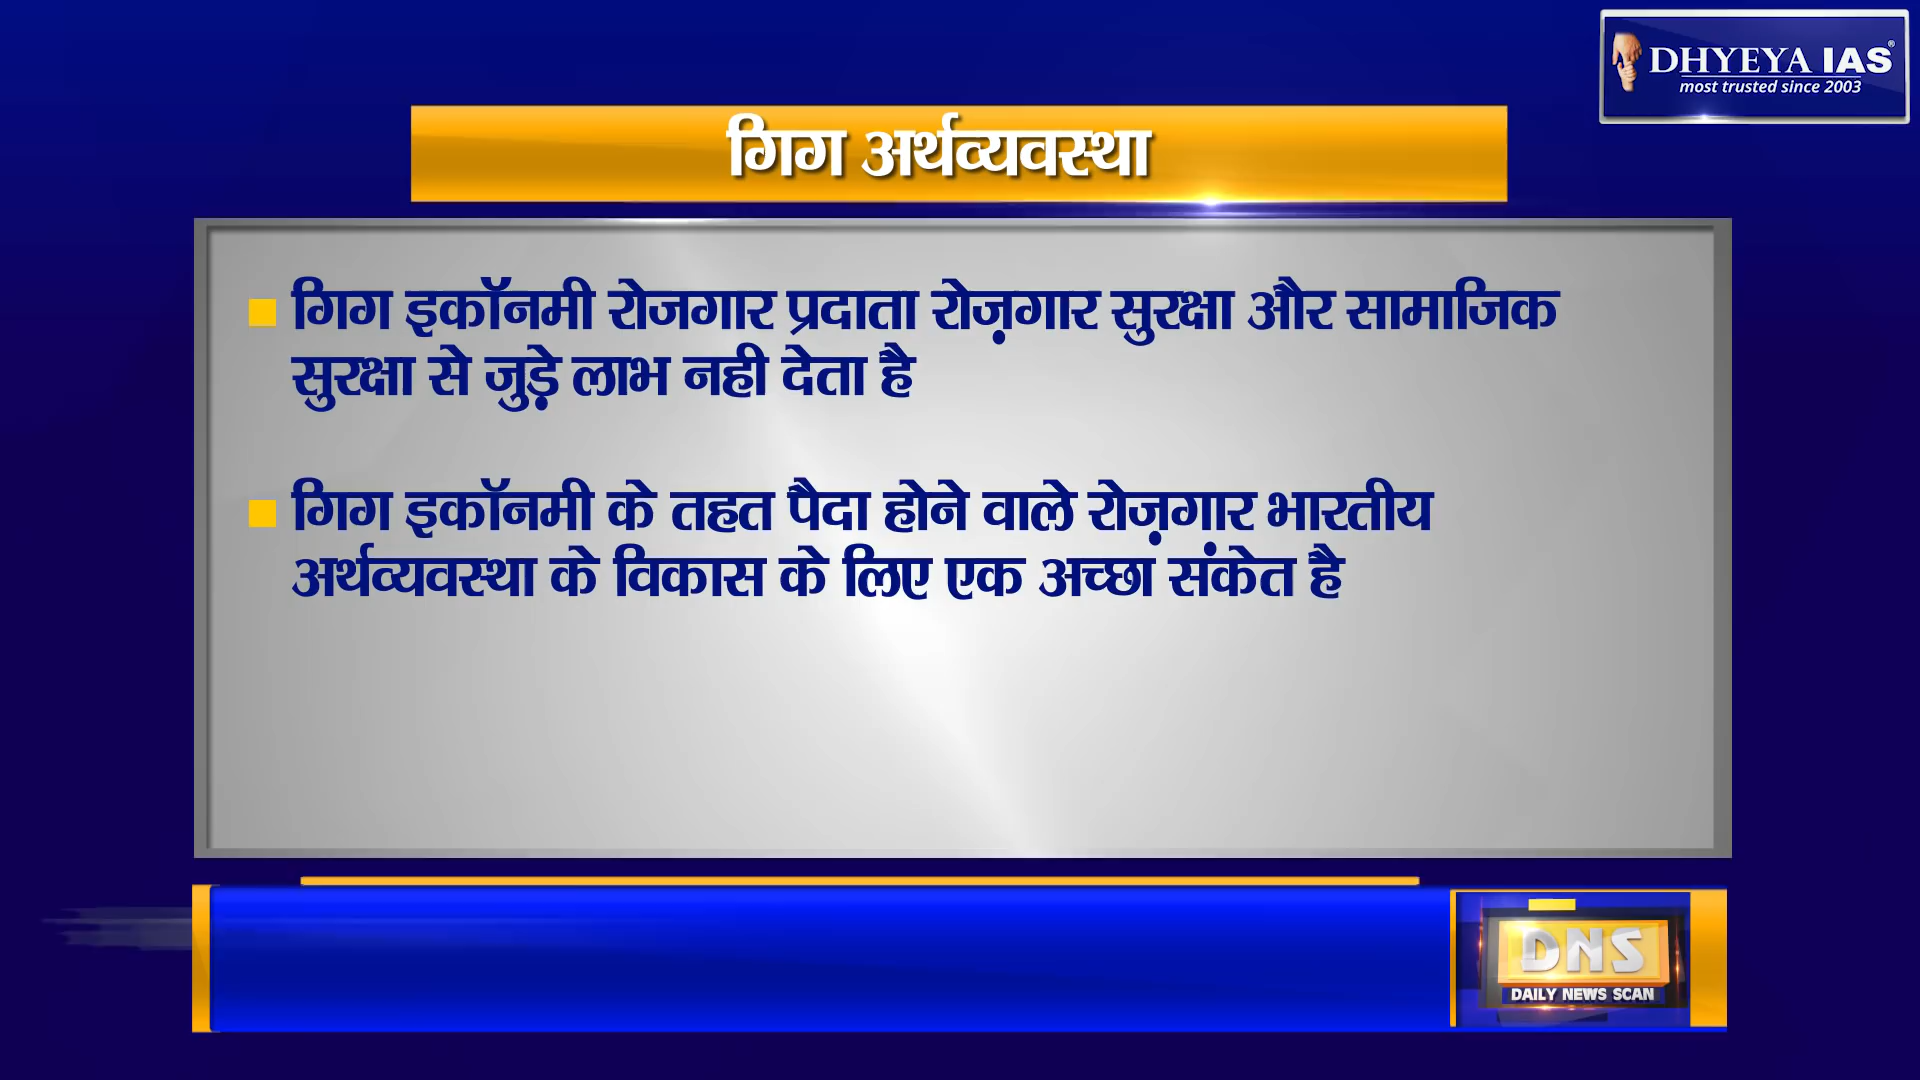 DHYEYA IAS®
most trusted since 2003
गिग अर्थव्यवस्था
गिग इकॉनमी रोजगार प्रदाता रोज़गार सुरक्षा और सामाजिक
सुरक्षा से जुड़े लाभ नही देता है
गिग इकॉनमी के तहत पैदा होने वाले रोज़गार भारतीय
अर्थव्यवस्था के विकास के लिए एक अच्छा संकेत है
DNS
DAILY NEWS SCAN